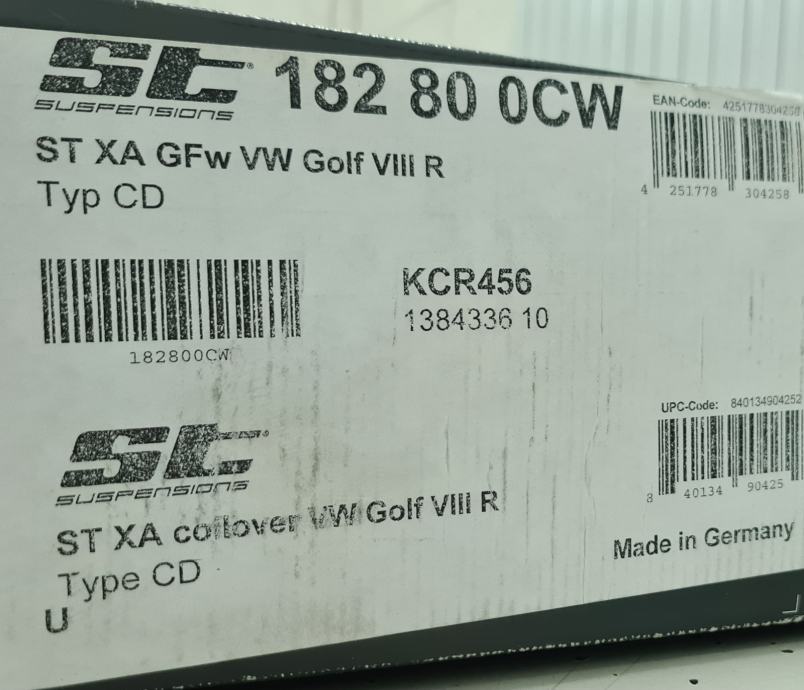 st
SUSPENSIONS
182 80 0CW
EAN-Code: 4251778304258
4 251778 304258
ST XA GFw VW Golf VIII R
Typ CD
182800CW
KCR456
1384336 10
UPC-Code: 840134904252
8 40134 90425
st
SUSPENSIONS
ST XA coilover VW Golf VIII R
Type CD
U
Made in Germany